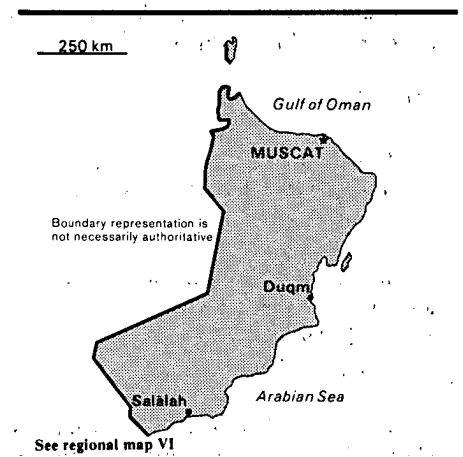 250 km
Gulf of Oman
MUSCAT
Boundary representation is
not necessarily authoritative
Duqm
Salālah
Arabian Sea
See regional map VI